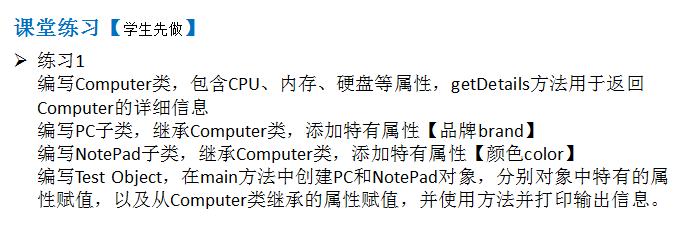 课堂练习【学生先做】
➢ 练习1
编写Computer类，包含CPU、内存、硬盘等属性，getDetails方法用于返回
Computer的详细信息
编写PC子类，继承Computer类，添加特有属性【品牌brand】
编写NotePad子类，继承Computer类，添加特有属性【颜色color】
编写Test Object，在main方法中创建PC和NotePad对象，分别对象中特有的属
性赋值，以及从Computer类继承的属性赋值，并使用方法并打印输出信息。